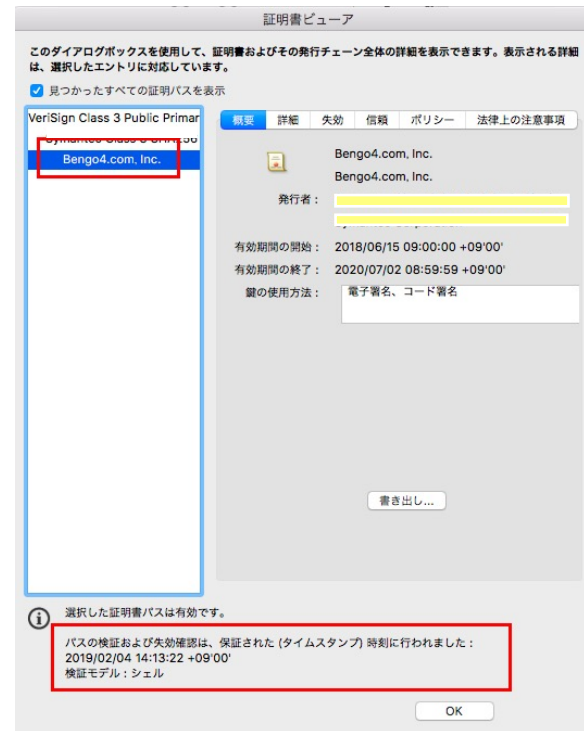 証明書ビューア
このダイアログボックスを使用して、証明書およびその発行チェーン全体の詳細を表示できます。表示される詳細
は、選択したエントリに対応しています。
見つかったすべての証明パスを表示
VeriSign Class 3 Public Primar
Bengo4.com, Inc.
概要 詳細 失効 信頼 ポリシー 法律上の注意事項
Bengo4.com, Inc.
Bengo4.com, Inc.
発行者：
有効期間の開始： 2018/06/15 09:00:00 +09'00'
有効期間の終了： 2020/07/02 08:59:59 +09'00'
鍵の使用方法： 電子署名、コード署名
書き出し...
選択した証明書パスは有効です。
パスの検証および失効確認は、保証された (タイムスタンプ) 時刻に行われました：
2019/02/04 14:13:22 +09'00'
検証モデル：シェル
OK